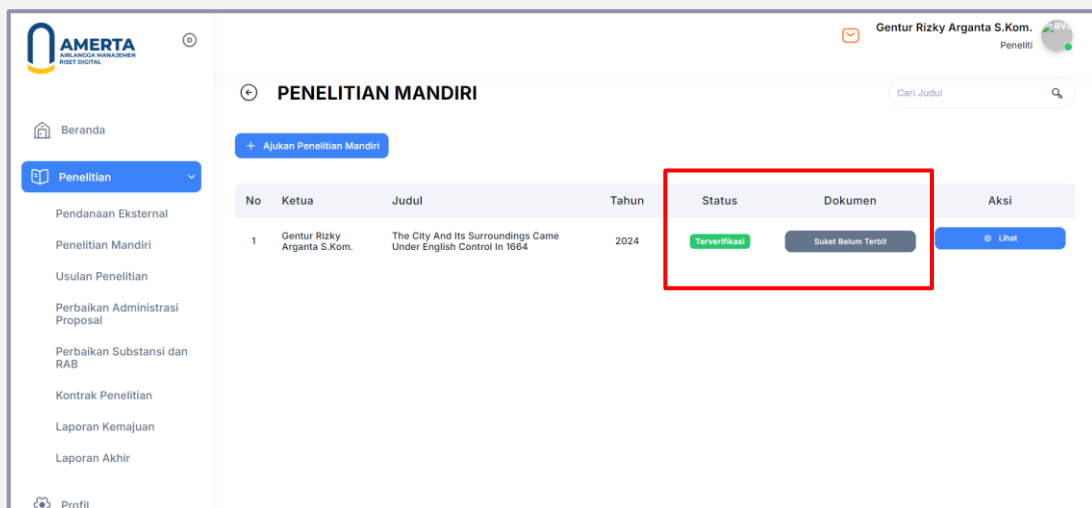 AMERTA
AIRLANGGA MANAJEMEN
RISET DIGITAL
Gentur Rizky Arganta S.Kom.
Peneliti
PENELITIAN MANDIRI
Cari Judul
Beranda
+ Ajukan Penelitian Mandiri
Penelitian
Pendanaan Eksternal
Penelitian Mandiri
Usulan Penelitian
Perbaikan Administrasi
Proposal
Perbaikan Substansi dan
RAB
Kontrak Penelitian
Laporan Kemajuan
Laporan Akhir
Profil
No Ketua Judul Tahun Status Dokumen Aksi
1 Gentur Rizky The City And Its Surroundings Came 2024 Terverifikasi Suket Belum Terbit Lihat
Arganta S.Kom. Under English Control In 1664